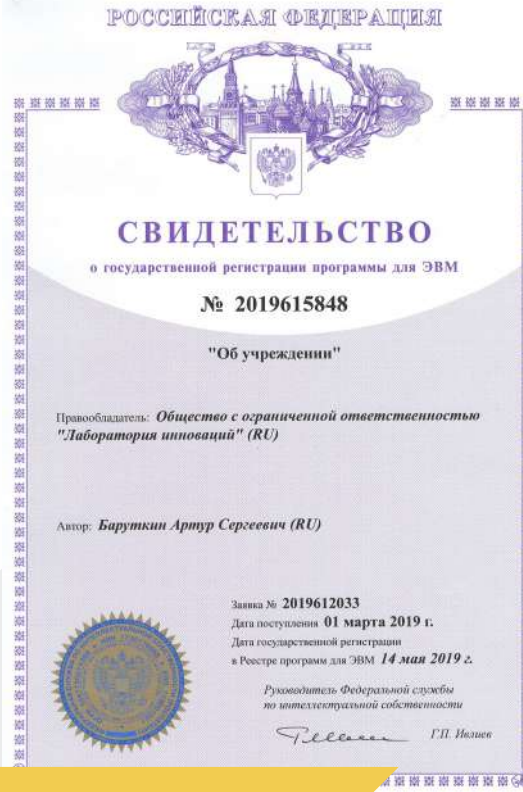 РОССИЙСКАЯ ФЕДЕРАЦИЯ
СВИДЕТЕЛЬСТВО
о государственной регистрации программы для ЭВМ
№ 2019615848
"Об учреждении"
Правообладатель: Общество с ограниченной ответственностью
"Лаборатория инноваций" (RU)
Автор: Баруткин Артур Сергеевич (RU)
Заявка № 2019612033
Дата поступления 01 марта 2019 г.
Дата государственной регистрации
в Реестре программ для ЭВМ 14 мая 2019 г.
Руководитель Федеральной службы
по интеллектуальной собственности
Г.П. Ивлиев